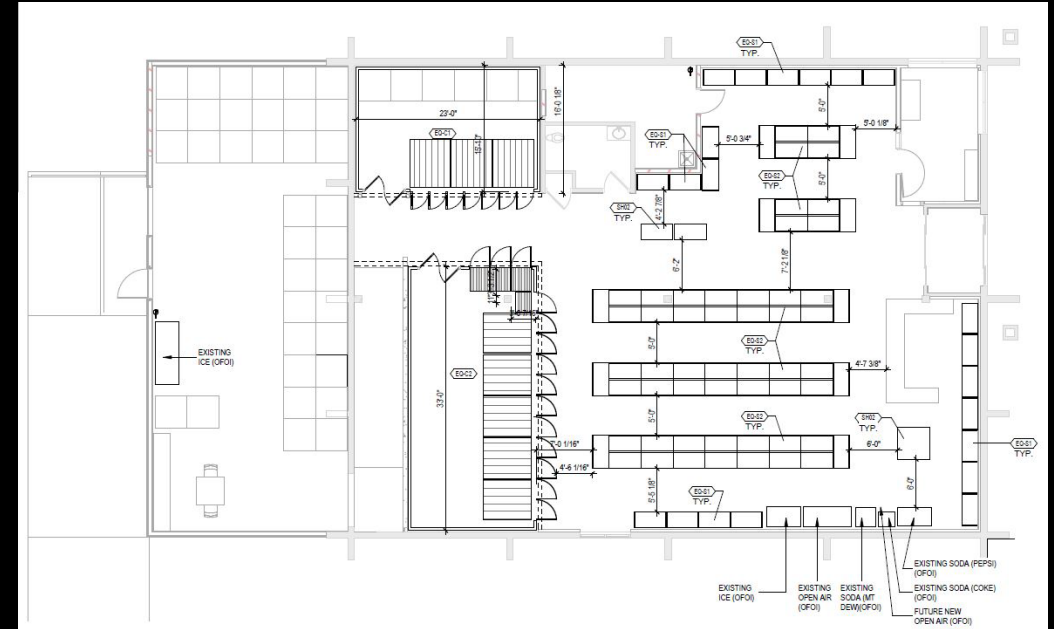 EQ-S1
TYP.
23'-0"
16'-0 1/8"
EQ-C1
5'-0"
5'-0 1/8"
EQ-S1
TYP.
5'-0 3/4"
EQ-S2
TYP.
5'-0"
SH02
TYP.
4'-2 7/8"
6'-2"
7'-2 1/8"
EXISTING
ICE (OFOI)
EQ-C2
33'-0"
5'-0"
EQ-S2
TYP.
4'-7 3/8"
5'-0"
EQ-S2
TYP.
SH02
TYP.
6'-0"
EQ-S1
TYP.
4'-6 1/16"
5'-5 1/8"
EQ-S1
TYP.
6'-0"
EXISTING
ICE (OFOI)
EXISTING
OPEN AIR
(OFOI)
EXISTING
SODA (MT
DEW)(OFOI)
EXISTING SODA (PEPSI)
(OFOI)
EXISTING SODA (COKE)
(OFOI)
FUTURE NEW
OPEN AIR (OFOI)